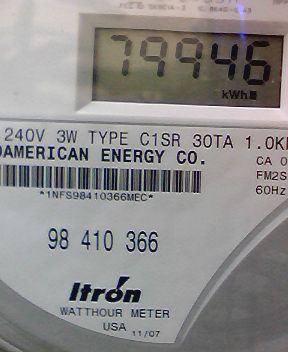 79946
kWh
240V 3W TYPE C1SR 30TA 1.0K
AMERICAN ENERGY CO.
CA 0
FM2S
60Hz
*1NFS98410366MEC*
98 410 366
Itrón
WATTHOUR METER
USA 11/07